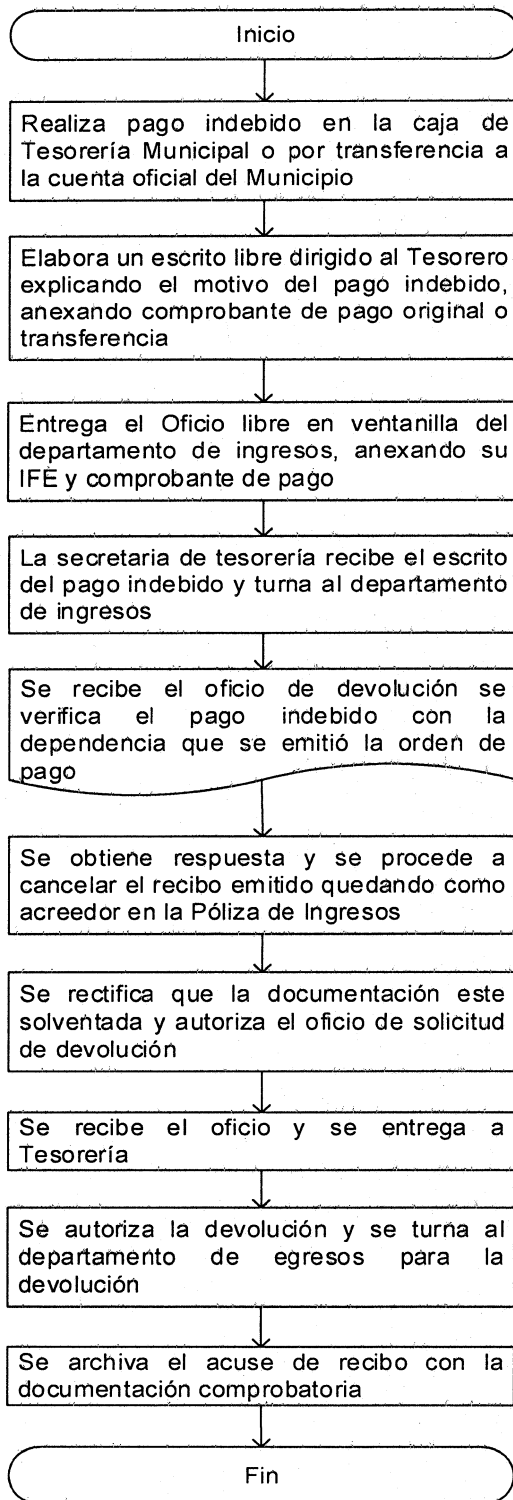 Inicio
Realiza pago indebido en la caja de
Tesorería Municipal o por transferencia a
la cuenta oficial del Municipio
Elabora un escrito libre dirigido al Tesorero
explicando el motivo del pago indebido,
anexando comprobante de pago original o
transferencia
Entrega el Oficio libre en ventanilla del
departamento de ingresos, anexando su
IFE y comprobante de pago
La secretaria de tesorería recibe el escrito
del pago indebido y turna al departamento
de ingresos
Se recibe el oficio de devolución se
verifica el pago indebido con la
dependencia que se emitió la orden de
pago
Se obtiene respuesta y se procede a
cancelar el recibo emitido quedando como
acreedor en la Póliza de Ingresos
Se rectifica que la documentación este
solventada y autoriza el oficio de solicitud
de devolución
Se recibe el oficio y se entrega a
Tesorería
Se autoriza la devolución y se turna al
departamento de egresos para la
devolución
Se archiva el acuse de recibo con la
documentación comprobatoria
Fin